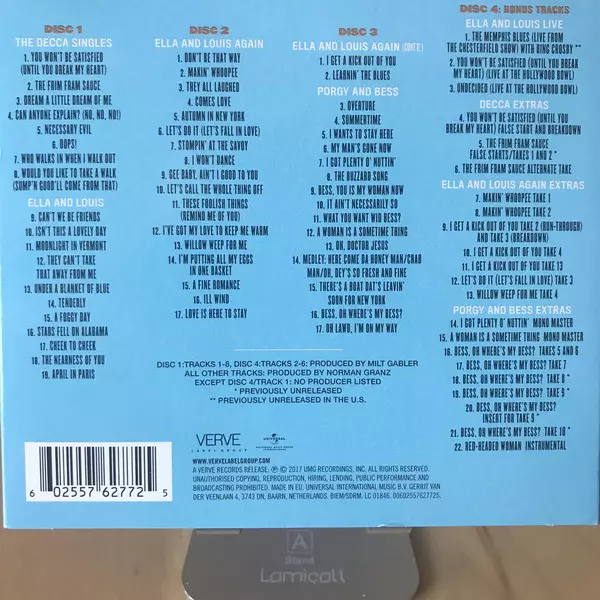 DISC 1
THE DECCA SINGLES
1. YOU WON'T BE SATISFIED
(UNTIL YOU BREAK MY HEART)
2. THE FRIM FRAM SAUCE
3. DREAM A LITTLE DREAM OF ME
4. CAN ANYONE EXPLAIN? (NO, NO, NO!)
5. NECESSARY EVIL
6. OOPS!
7. WHO WALKS IN WHEN I WALK OUT
8. WOULD YOU LIKE TO TAKE A WALK
(SUMP'N GOOD'LL COME FROM THAT)
ELLA AND LOUIS
9. CAN'T WE BE FRIENDS
10. ISN'T THIS A LOVELY DAY
11. MOONLIGHT IN VERMONT
12. THEY CAN'T TAKE
THAT AWAY FROM ME
13. UNDER A BLANKET OF BLUE
14. TENDERLY
15. A FOGGY DAY
16. STARS FELL ON ALABAMA
17. CHEEK TO CHEEK
18. THE NEARNESS OF YOU
19. APRIL IN PARIS
DISC 2
ELLA AND LOUIS AGAIN
1. DON'T BE THAT WAY
2. MAKIN' WHOOPEE
3. THEY ALL LAUGHED
4. COMES LOVE
5. AUTUMN IN NEW YORK
6. LET'S DO IT (LET'S FALL IN LOVE)
7. STOMPIN' AT THE SAVOY
8. I WON'T DANCE
9. GEE BABY, AIN'T I GOOD TO YOU
10. LET'S CALL THE WHOLE THING OFF
11. THESE FOOLISH THINGS
(REMIND ME OF YOU)
12. I'VE GOT MY LOVE TO KEEP ME WARM
13. WILLOW WEEP FOR ME
14. I'M PUTTING ALL MY EGGS
IN ONE BASKET
15. A FINE ROMANCE
16. ILL WIND
17. LOVE IS HERE TO STAY
DISC 3
ELLA AND LOUIS AGAIN (CONT'D)
1. I GET A KICK OUT OF YOU
2. LEARNIN' THE BLUES
PORGY AND BESS
3. OVERTURE
4. SUMMERTIME
5. I WANTS TO STAY HERE
6. MY MAN'S GONE NOW
7. I GOT PLENTY O' NUTTIN'
8. THE BUZZARD SONG
9. BESS, YOU IS MY WOMAN NOW
10. IT AIN'T NECESSARILY SO
11. WHAT YOU WANT WID BESS?
12. A WOMAN IS A SOMETIME THING
13. OH, DOCTOR JESUS
14. MEDLEY: HERE COME DA HONEY MAN/CRAB
MAN/OH, DEY'S SO FRESH AND FINE
15. THERE'S A BOAT DAT'S LEAVIN'
SOON FOR NEW YORK
16. BESS, OH WHERE'S MY BESS?
17. OH LAWD, I'M ON MY WAY
DISC 4: BONUS TRACKS
ELLA AND LOUIS LIVE
1. THE MEMPHIS BLUES (LIVE FROM
THE CHESTERFIELD SHOW) WITH BING CROSBY **
2. YOU WON'T BE SATISFIED (UNTIL YOU BREAK
MY HEART) (LIVE AT THE HOLLYWOOD BOWL)
3. UNDECIDED (LIVE AT THE HOLLYWOOD BOWL)
DECCA EXTRAS
4. YOU WON'T BE SATISFIED (UNTIL YOU
BREAK MY HEART) FALSE START AND BREAKDOWN
5. THE FRIM FRAM SAUCE
FALSE STARTS/TAKES 1 AND 2 *
6. THE FRIM FRAM SAUCE ALTERNATE TAKE
ELLA AND LOUIS AGAIN EXTRAS
7. MAKIN' WHOOPEE TAKE 1
8. MAKIN' WHOOPEE TAKE 2
9. I GET A KICK OUT OF YOU TAKE 2 (RUN-THROUGH)
AND TAKE 3 (BREAKDOWN)
10. I GET A KICK OUT OF YOU TAKE 4
11. I GET A KICK OUT OF YOU TAKE 13
12. LET'S DO IT (LET'S FALL IN LOVE) TAKE 3
13. WILLOW WEEP FOR ME TAKE 4
PORGY AND BESS EXTRAS
14. I GOT PLENTY O' NUTTIN' MONO MASTER
15. A WOMAN IS A SOMETIME THING MONO MASTER
16. BESS, OH WHERE'S MY BESS? TAKES 5 AND 6
17. BESS, OH WHERE'S MY BESS? TAKE 7
18. BESS, OH WHERE'S MY BESS? TAKE 8 *
19. BESS, OH WHERE'S MY BESS? TAKE 9 *
20. BESS, OH WHERE'S MY BESS?
INSERT FOR TAKE 9 *
21. BESS, OH WHERE'S MY BESS? TAKE 10 *
22. RED-HEADED WOMAN INSTRUMENTAL
DISC 1:TRACKS 1-8, DISC 4:TRACKS 2-6: PRODUCED BY MILT GABLER
ALL OTHER TRACKS: PRODUCED BY NORMAN GRANZ
EXCEPT DISC 4/TRACK 1: NO PRODUCER LISTED
* PREVIOUSLY UNRELEASED
** PREVIOUSLY UNRELEASED IN THE U.S.
VERVE
LABEL GROUP
UNIVERSAL
WWW.VERVELABELGROUP.COM
A VERVE RECORDS RELEASE; ℗ © 2017 UMG RECORDINGS, INC. ALL RIGHTS RESERVED.
UNAUTHORISED COPYING, REPRODUCTION, HIRING, LENDING, PUBLIC PERFORMANCE AND
BROADCASTING PROHIBITED. MADE IN EU. UNIVERSAL INTERNATIONAL MUSIC B.V. GERRIT VAN
DER VEENLAAN 4, 3743 DN, BAARN, NETHERLANDS. BIEM/SDRM. LC 01846. 00602557627725.
6 02557 62772 5
A
Stand
Lamicall